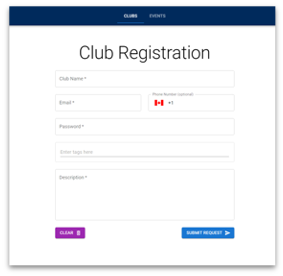 CLUBS EVENTS
Club Registration
Club Name *
Email *
Phone Number (optional)
+1
Password *
Enter tags here
Description *
CLEAR
SUBMIT REQUEST